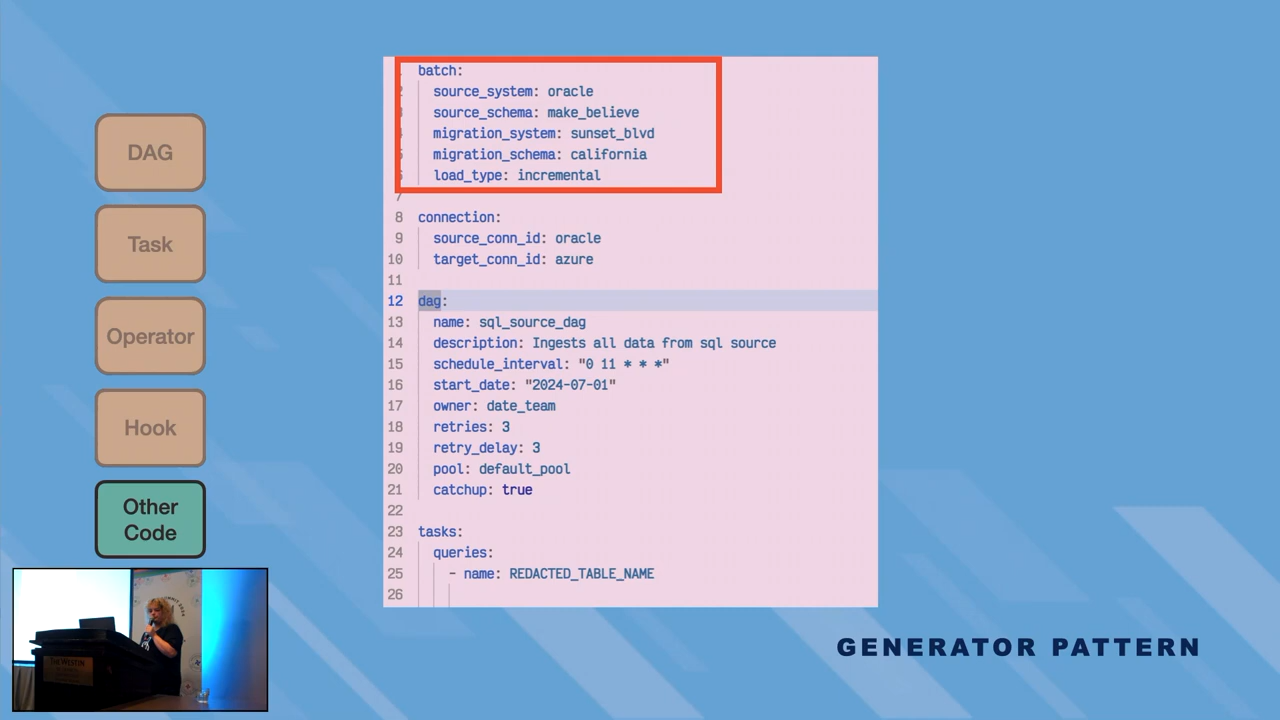 DAG
Task
Operator
Hook
Other
Code
batch:
source_system: oracle
source_schema: make_believe
migration_system: sunset_blvd
migration_schema: california
load_type: incremental
7
8 connection:
9 source_conn_id: oracle
10 target_conn_id: azure
11
12 dag:
13 name: sql_source_dag
14 description: Ingests all data from sql source
15 schedule_interval: "0 11 * * *"
16 start_date: "2024-07-01"
17 owner: date_team
18 retries: 3
19 retry_delay: 3
20 pool: default_pool
21 catchup: true
22
23 tasks:
24 queries:
25 - name: REDACTED_TABLE_NAME
26
GENERATOR PATTERN
THE WESTIN